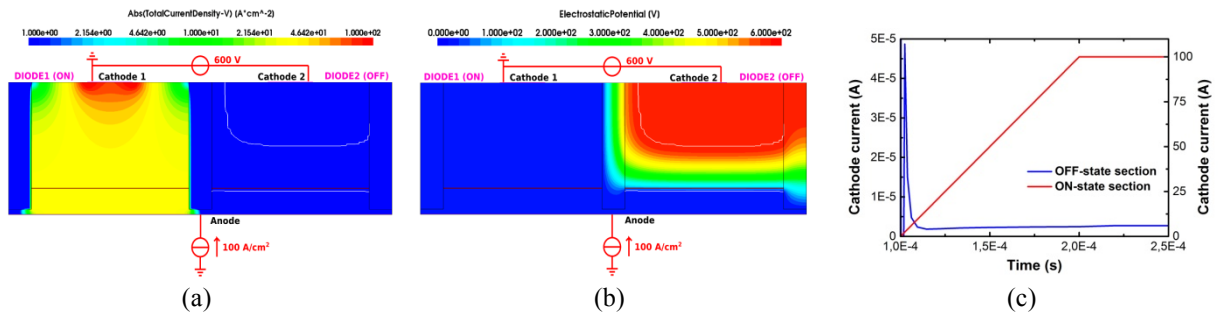 Abs(TotalCurrentDensity-V) (A*cm^-2)
1.000e+00 2.154e+00 4.642e+00 1.000e+01 2.154e+01 4.642e+01 1.000e+02
600 V
DIODE1 (ON) Cathode 1 Cathode 2 DIODE2 (OFF)
Anode
100 A/cm²
(a)
ElectrostaticPotential (V)
0.000e+00 1.000e+02 2.000e+02 3.000e+02 4.000e+02 5.000e+02 6.000e+02
600 V
DIODE1 (ON) Cathode 1 Cathode 2 DIODE2 (OFF)
Anode
100 A/cm²
(b)
Cathode current (A)
5E-5
4E-5
3E-5
2E-5
1E-5
0
OFF-state section
ON-state section
100
75
50
25
0
Cathode current (A)
1,0E-4 1,5E-4 2,0E-4 2,5E-4
Time (s)
(c)